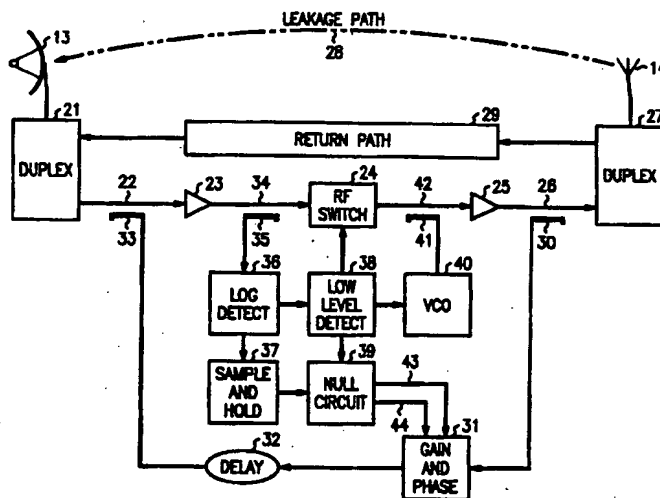 LEAKAGE PATH
28
13
14
21
27
DUPLEX
29
RETURN PATH
DUPLEX
22
23
34
24
RF
SWITCH
42
25
26
33
35
41
30
36
LOG
DETECT
38
LOW
LEVEL
DETECT
40
VCO
37
SAMPLE
AND
HOLD
39
NULL
CIRCUIT
43
44
32
DELAY
31
GAIN
AND
PHASE